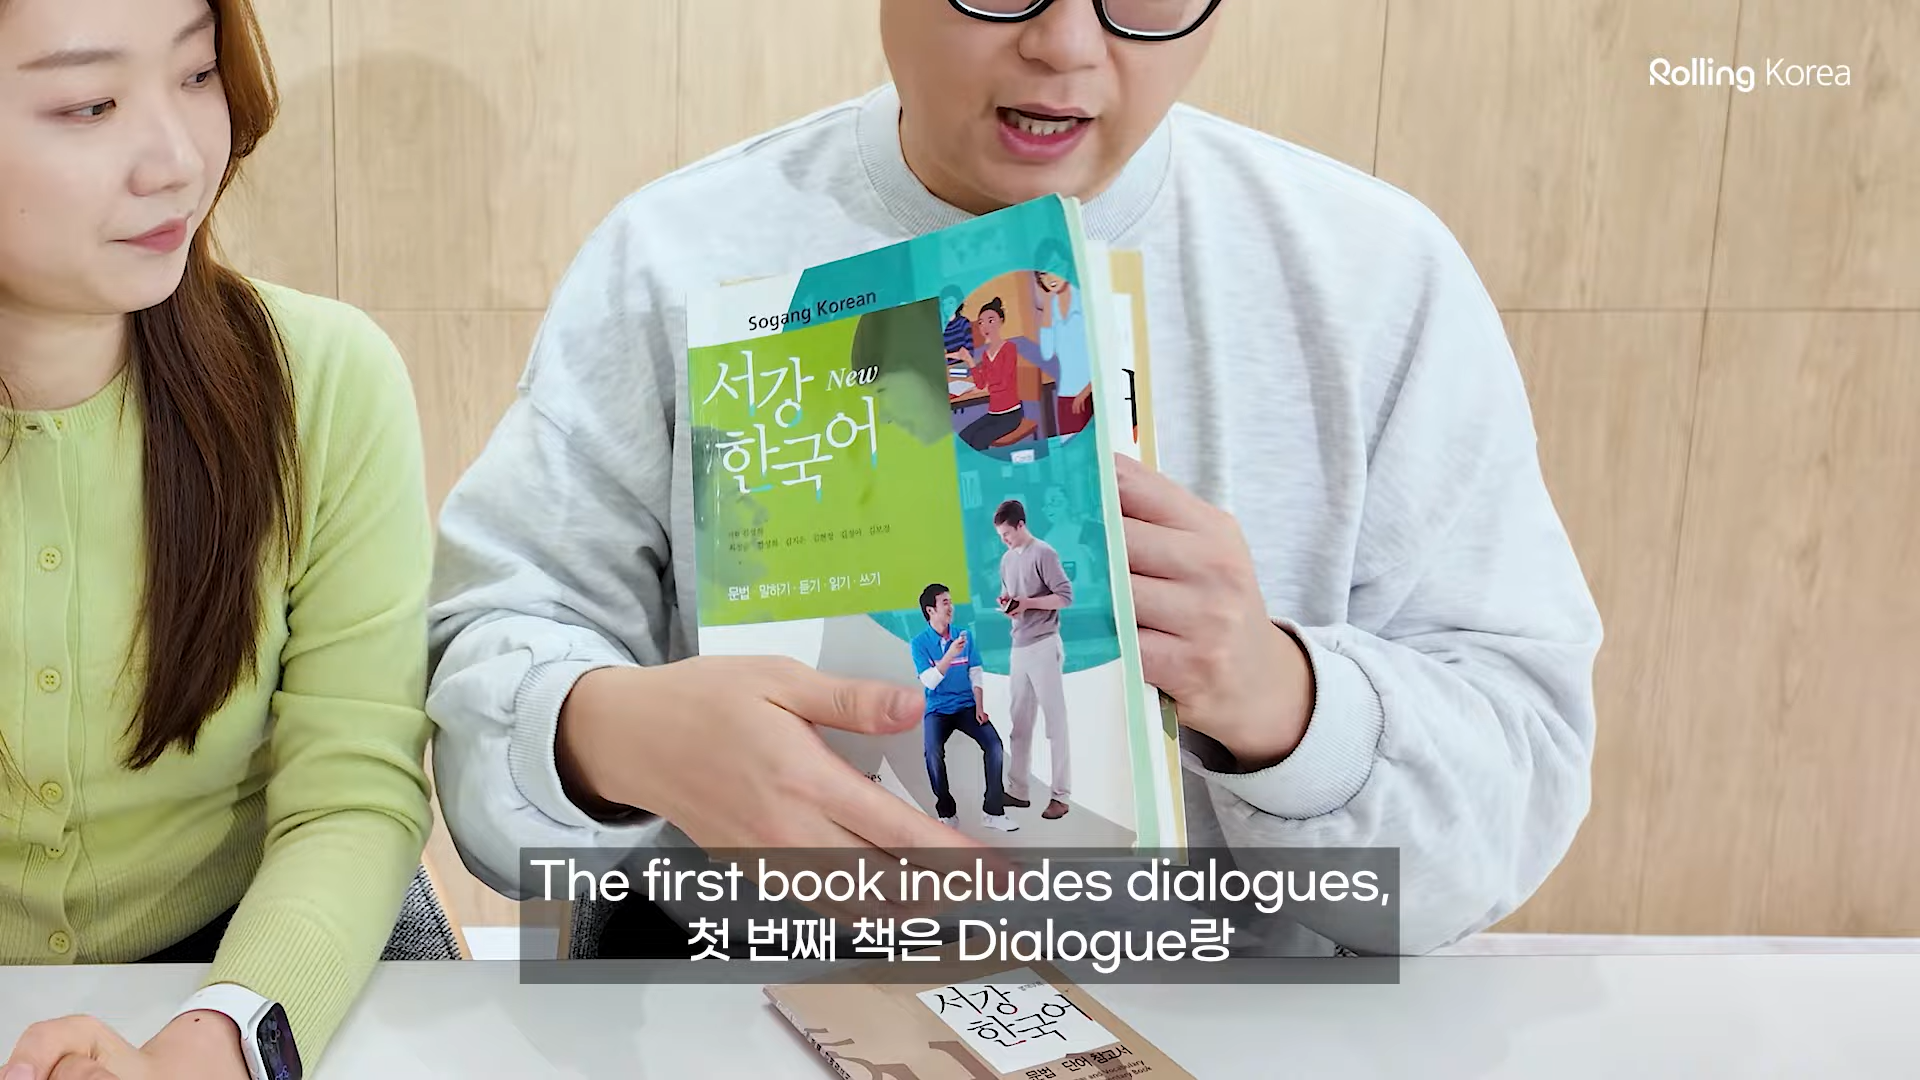 Rolling Korea
Sogang Korean
서강 New
한국어
문법 말하기·듣기·읽기·쓰기
The first book includes dialogues,
첫 번째 책은 Dialogue랑
서강
한국어
문법 단어 참고서